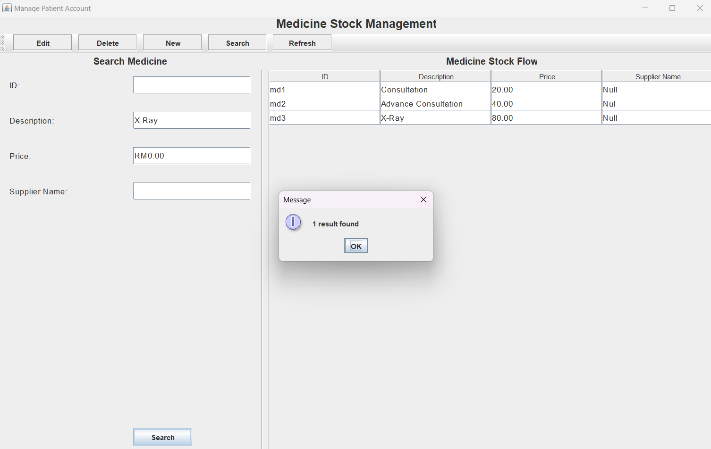 Manage Patient Account
Medicine Stock Management
Edit Delete New Search Refresh
Search Medicine
Medicine Stock Flow
ID:
Description: X Ray
Price: RM0.00
Supplier Name:
Search
ID Description Price Supplier Name
md1 Consultation 20.00 Null
md2 Advance Consultation 40.00 Nul
md3 X-Ray 80.00 Null
Message
1 result found
OK